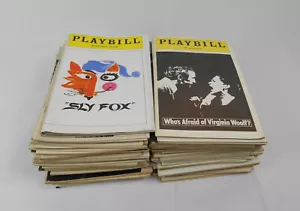 PLAYBILL
"SLY FOX"
PLAYBILL
Who's Afraid of Virginia Woolf?